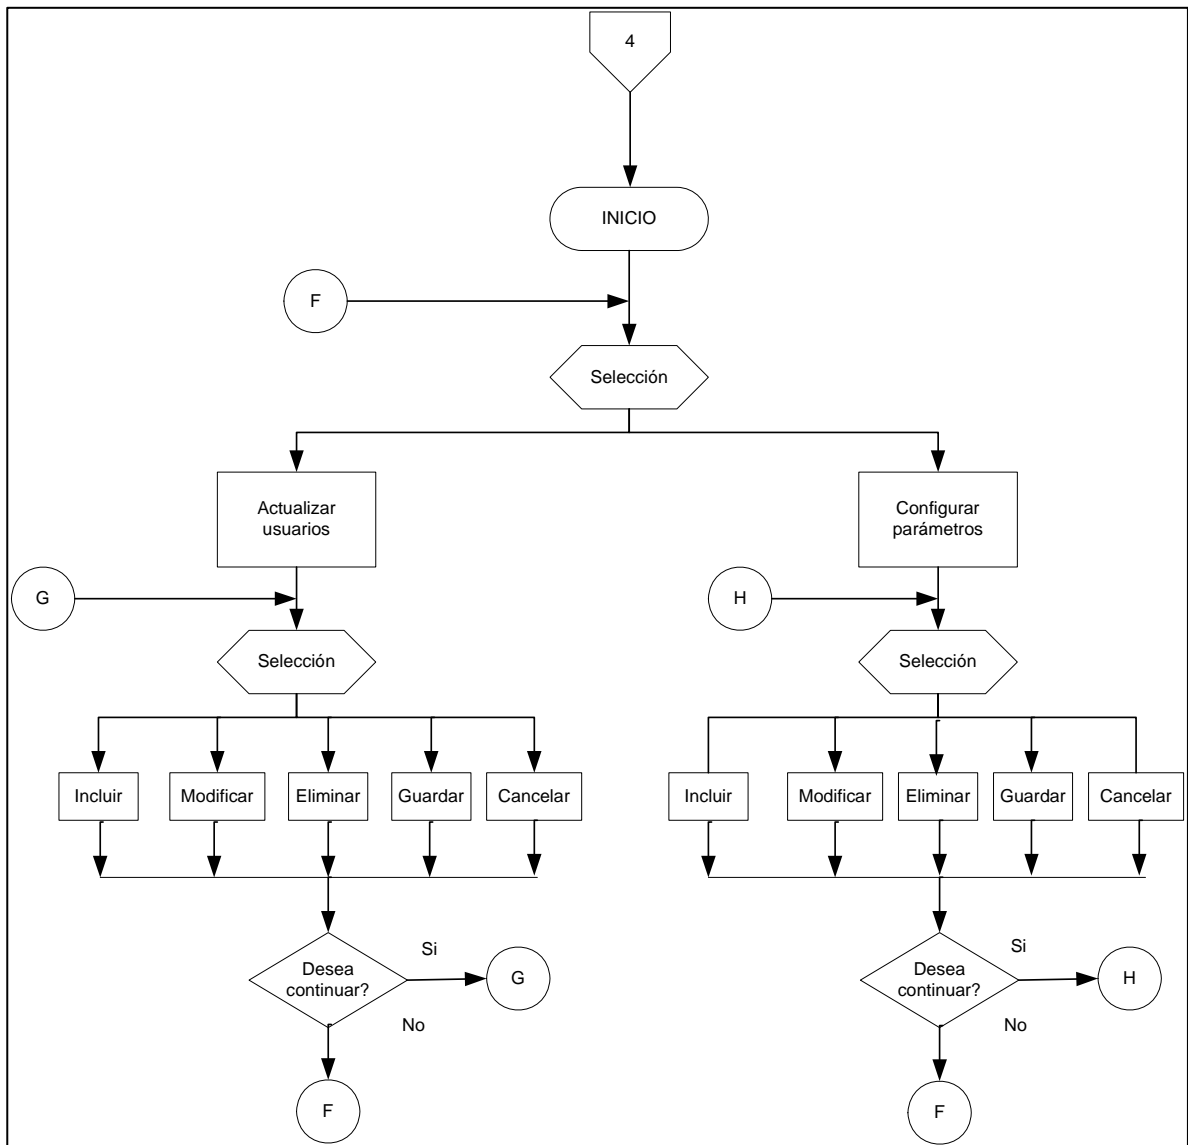 4
INICIO
F
Selección
Actualizar
usuarios
Configurar
parámetros
G
H
Selección
Selección
Incluir
Modificar
Eliminar
Guardar
Cancelar
Incluir
Modificar
Eliminar
Guardar
Cancelar
Desea
continuar?
Si
G
No
F
Desea
continuar?
Si
H
No
F